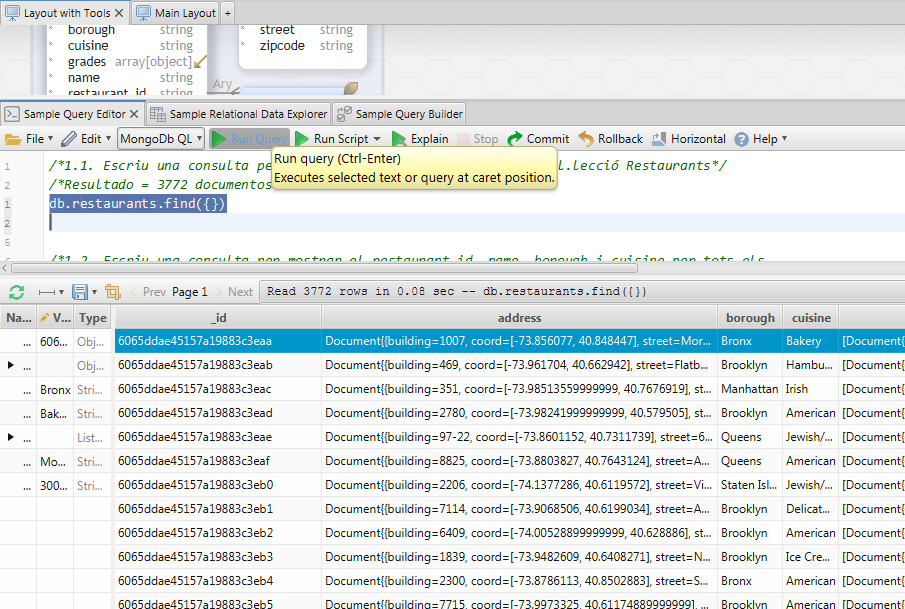 Layout with Tools Main Layout +
borough string street string
cuisine string zipcode string
grades array[object]
name string
restaurant_id string
Ary
Sample Query Editor Sample Relational Data Explorer Sample Query Builder
File Edit MongoDB QL Run Query Run Script Explain Stop Commit Rollback Horizontal Help
Run query (Ctrl-Enter)
Executes selected text or query at caret position.
1 /*1.1. Escriu una consulta pe l.lecció Restaurants*/
2 /*Resultado = 3772 documentos
1 db.restaurants.find({})
2
5
6 /*1.2. Escriu una consulta per mostrar el restaurant_id, name, borough i cuisine per tots els
Prev Page 1 Next Read 3772 rows in 0.08 sec -- db.restaurants.find({})
Na... V... Type _id address borough cuisine
... 606... Obj... 6065ddae45157a19883c3eaa Document{{building=1007, coord=[-73.856077, 40.848447], street=Mor... Bronx Bakery [Document{
... Obj... 6065ddae45157a19883c3eab Document{{building=469, coord=[-73.961704, 40.662942], street=Flatb... Brooklyn Hambu... [Document{
... Bronx Stri... 6065ddae45157a19883c3eac Document{{building=351, coord=[-73.98513559999999, 40.7676919], st... Manhattan Irish [Document{
... Bak... Stri... 6065ddae45157a19883c3ead Document{{building=2780, coord=[-73.98241999999999, 40.579505], st... Brooklyn American [Document{
... List... 6065ddae45157a19883c3eae Document{{building=97-22, coord=[-73.8601152, 40.7311739], street=6... Queens Jewish/... [Document{
... Mo... Stri... 6065ddae45157a19883c3eaf Document{{building=8825, coord=[-73.8803827, 40.7643124], street=A... Queens American [Document{
... 300... Stri... 6065ddae45157a19883c3eb0 Document{{building=2206, coord=[-74.1377286, 40.6119572], street=Vi... Staten Isl... Jewish/... [Document{
6065ddae45157a19883c3eb1 Document{{building=7114, coord=[-73.9068506, 40.6199034], street=A... Brooklyn Delicat... [Document{
6065ddae45157a19883c3eb2 Document{{building=6409, coord=[-74.00528899999999, 40.628886], st... Brooklyn American [Document{
6065ddae45157a19883c3eb3 Document{{building=1839, coord=[-73.9482609, 40.6408271], street=N... Brooklyn Ice Cre... [Document{
6065ddae45157a19883c3eb4 Document{{building=2300, coord=[-73.8786113, 40.8502883], street=S... Bronx American [Document{
6065ddae45157a19883c3eb5 Document{{building=7715, coord=[-73.9973325, 40.61174889999999], Brooklyn American [Document{